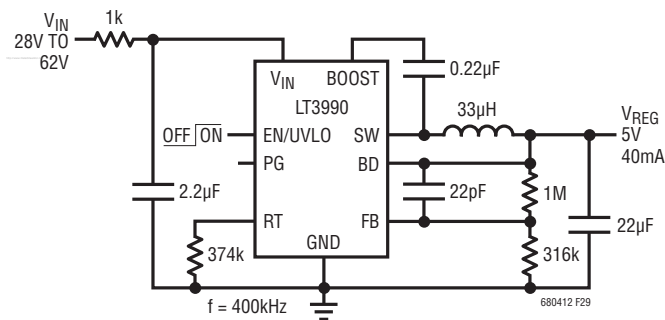 VIN
28V TO
62V
1k
VIN
BOOST
LT3990
0.22µF
33µH
VREG
5V
40mA
OFF ON
EN/UVLO
SW
PG
BD
2.2µF
22pF
1M
RT
FB
22µF
374k
GND
316k
f = 400kHz
680412 F29